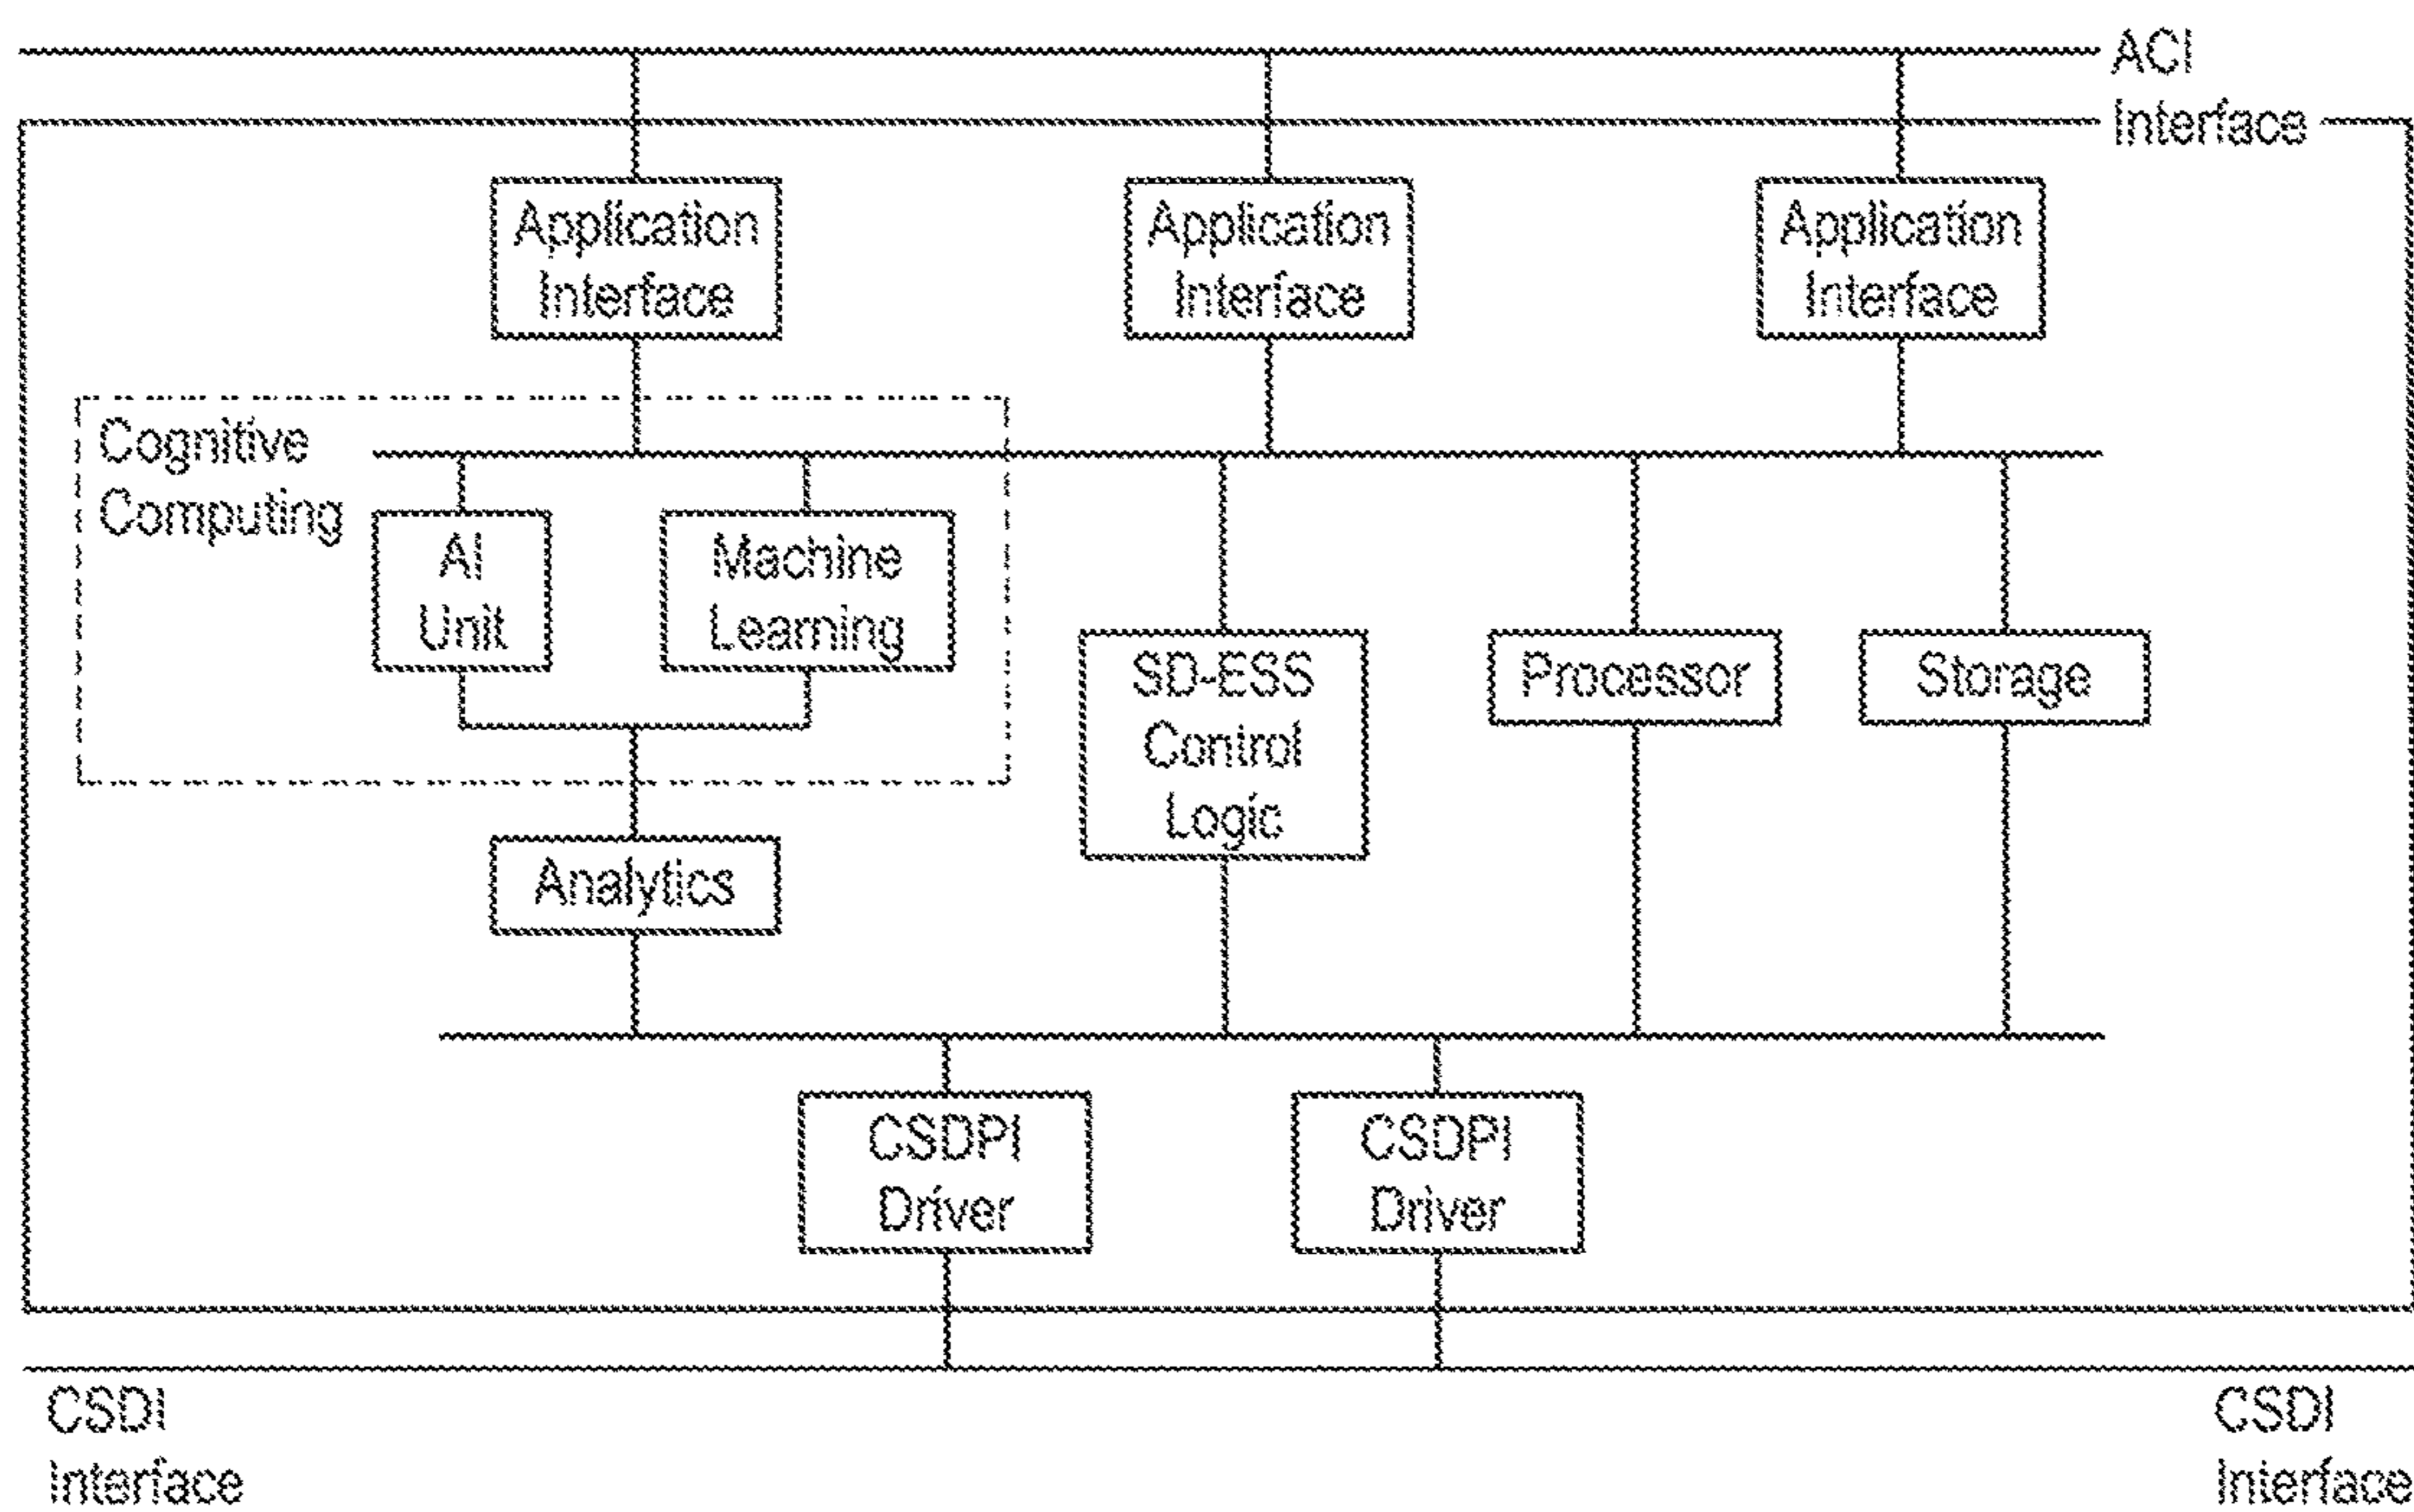 ACI
Interface
Application
Interface
Application
Interface
Application
Interface
Cognitive
Computing
AI
Unit
Machine
Learning
SD-ESS
Control
Logic
Processor
Storage
Analytics
CSDPI
Driver
CSDPI
Driver
CSDI
Interface
CSDI
Interface